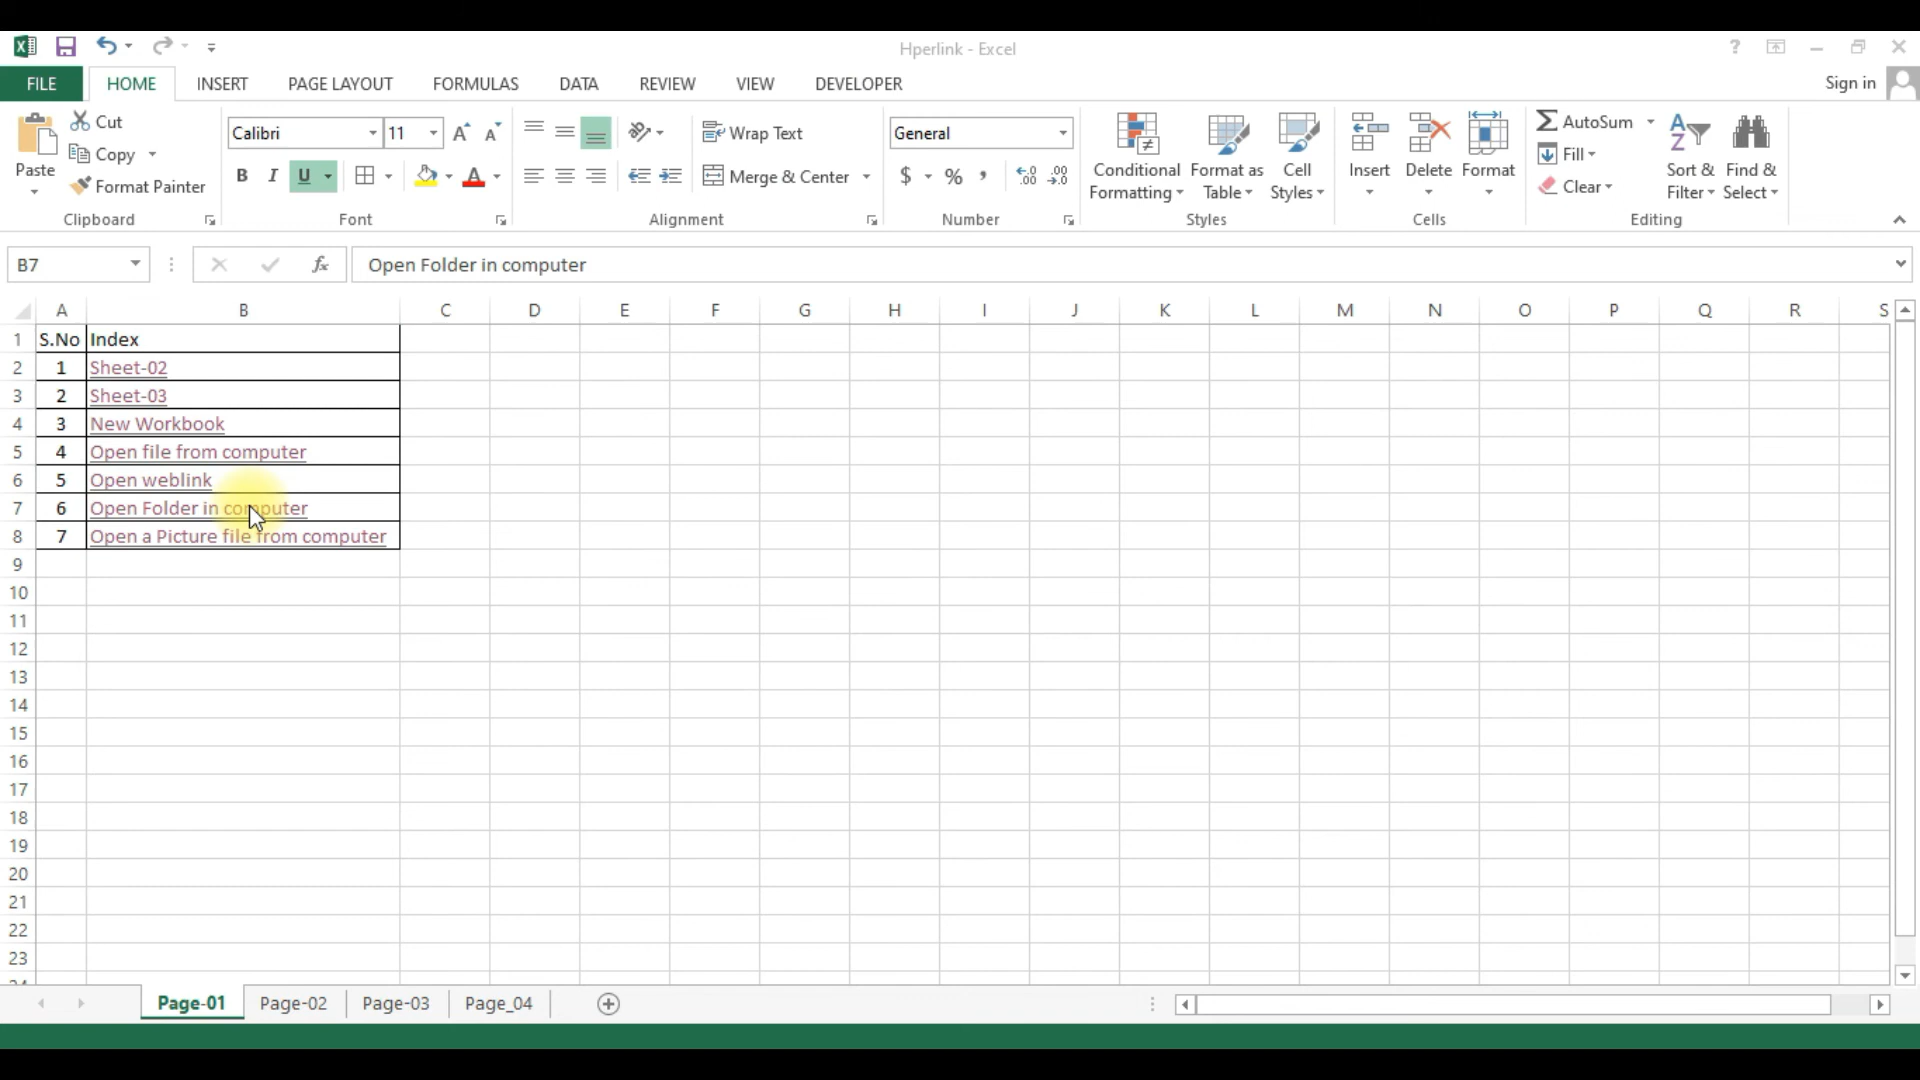 Hperlink - Excel
?
FILE HOME INSERT PAGE LAYOUT FORMULAS DATA REVIEW VIEW DEVELOPER Sign in
Paste
Cut
Copy
Format Painter
Clipboard
Calibri 11
B I U
Font
Wrap Text
Merge & Center
Alignment
General
$ % ,
Number
Conditional Formatting
Format as Table
Cell Styles
Styles
Insert
Delete
Format
Cells
AutoSum
Fill
Clear
Sort & Filter
Find & Select
Editing
B7 fx Open Folder in computer
A B C D E F G H I J K L M N O P Q R S
1 S.No Index
2 1 Sheet-02
3 2 Sheet-03
4 3 New Workbook
5 4 Open file from computer
6 5 Open weblink
7 6 Open Folder in computer
8 7 Open a Picture file from computer
9
10
11
12
13
14
15
16
17
18
19
20
21
22
23
24
Page-01 Page-02 Page-03 Page_04